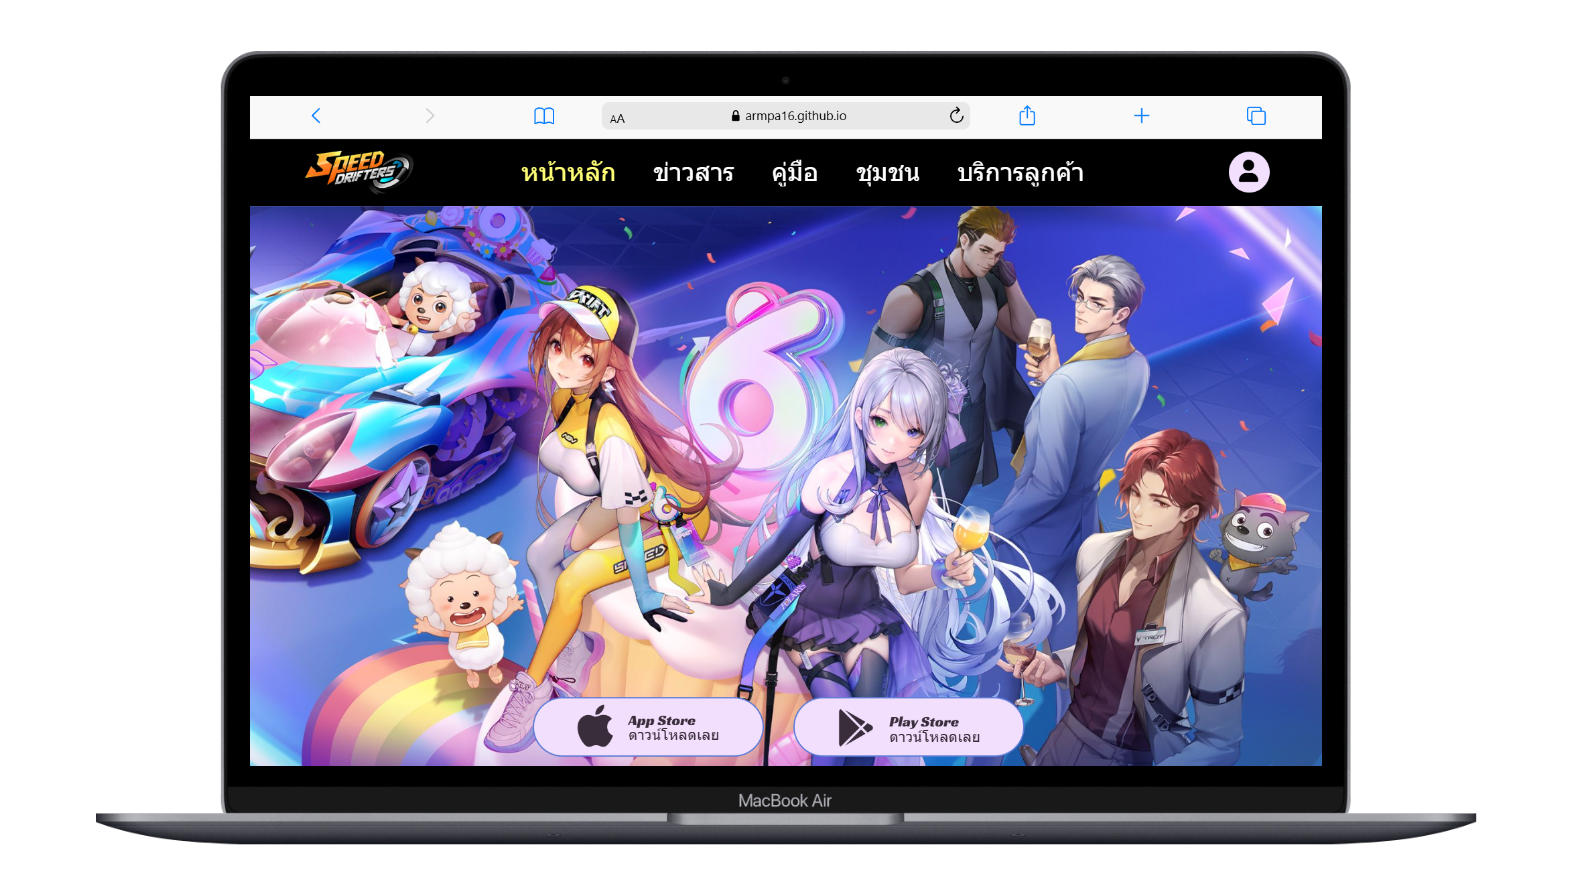 AA armpa16.github.io
SPEED DRIFTERS
หน้าหลัก ข่าวสาร คู่มือ ชุมชน บริการลูกค้า
DRIFT
6
App Store
ดาวน์โหลดเลย
Play Store
ดาวน์โหลดเลย
MacBook Air